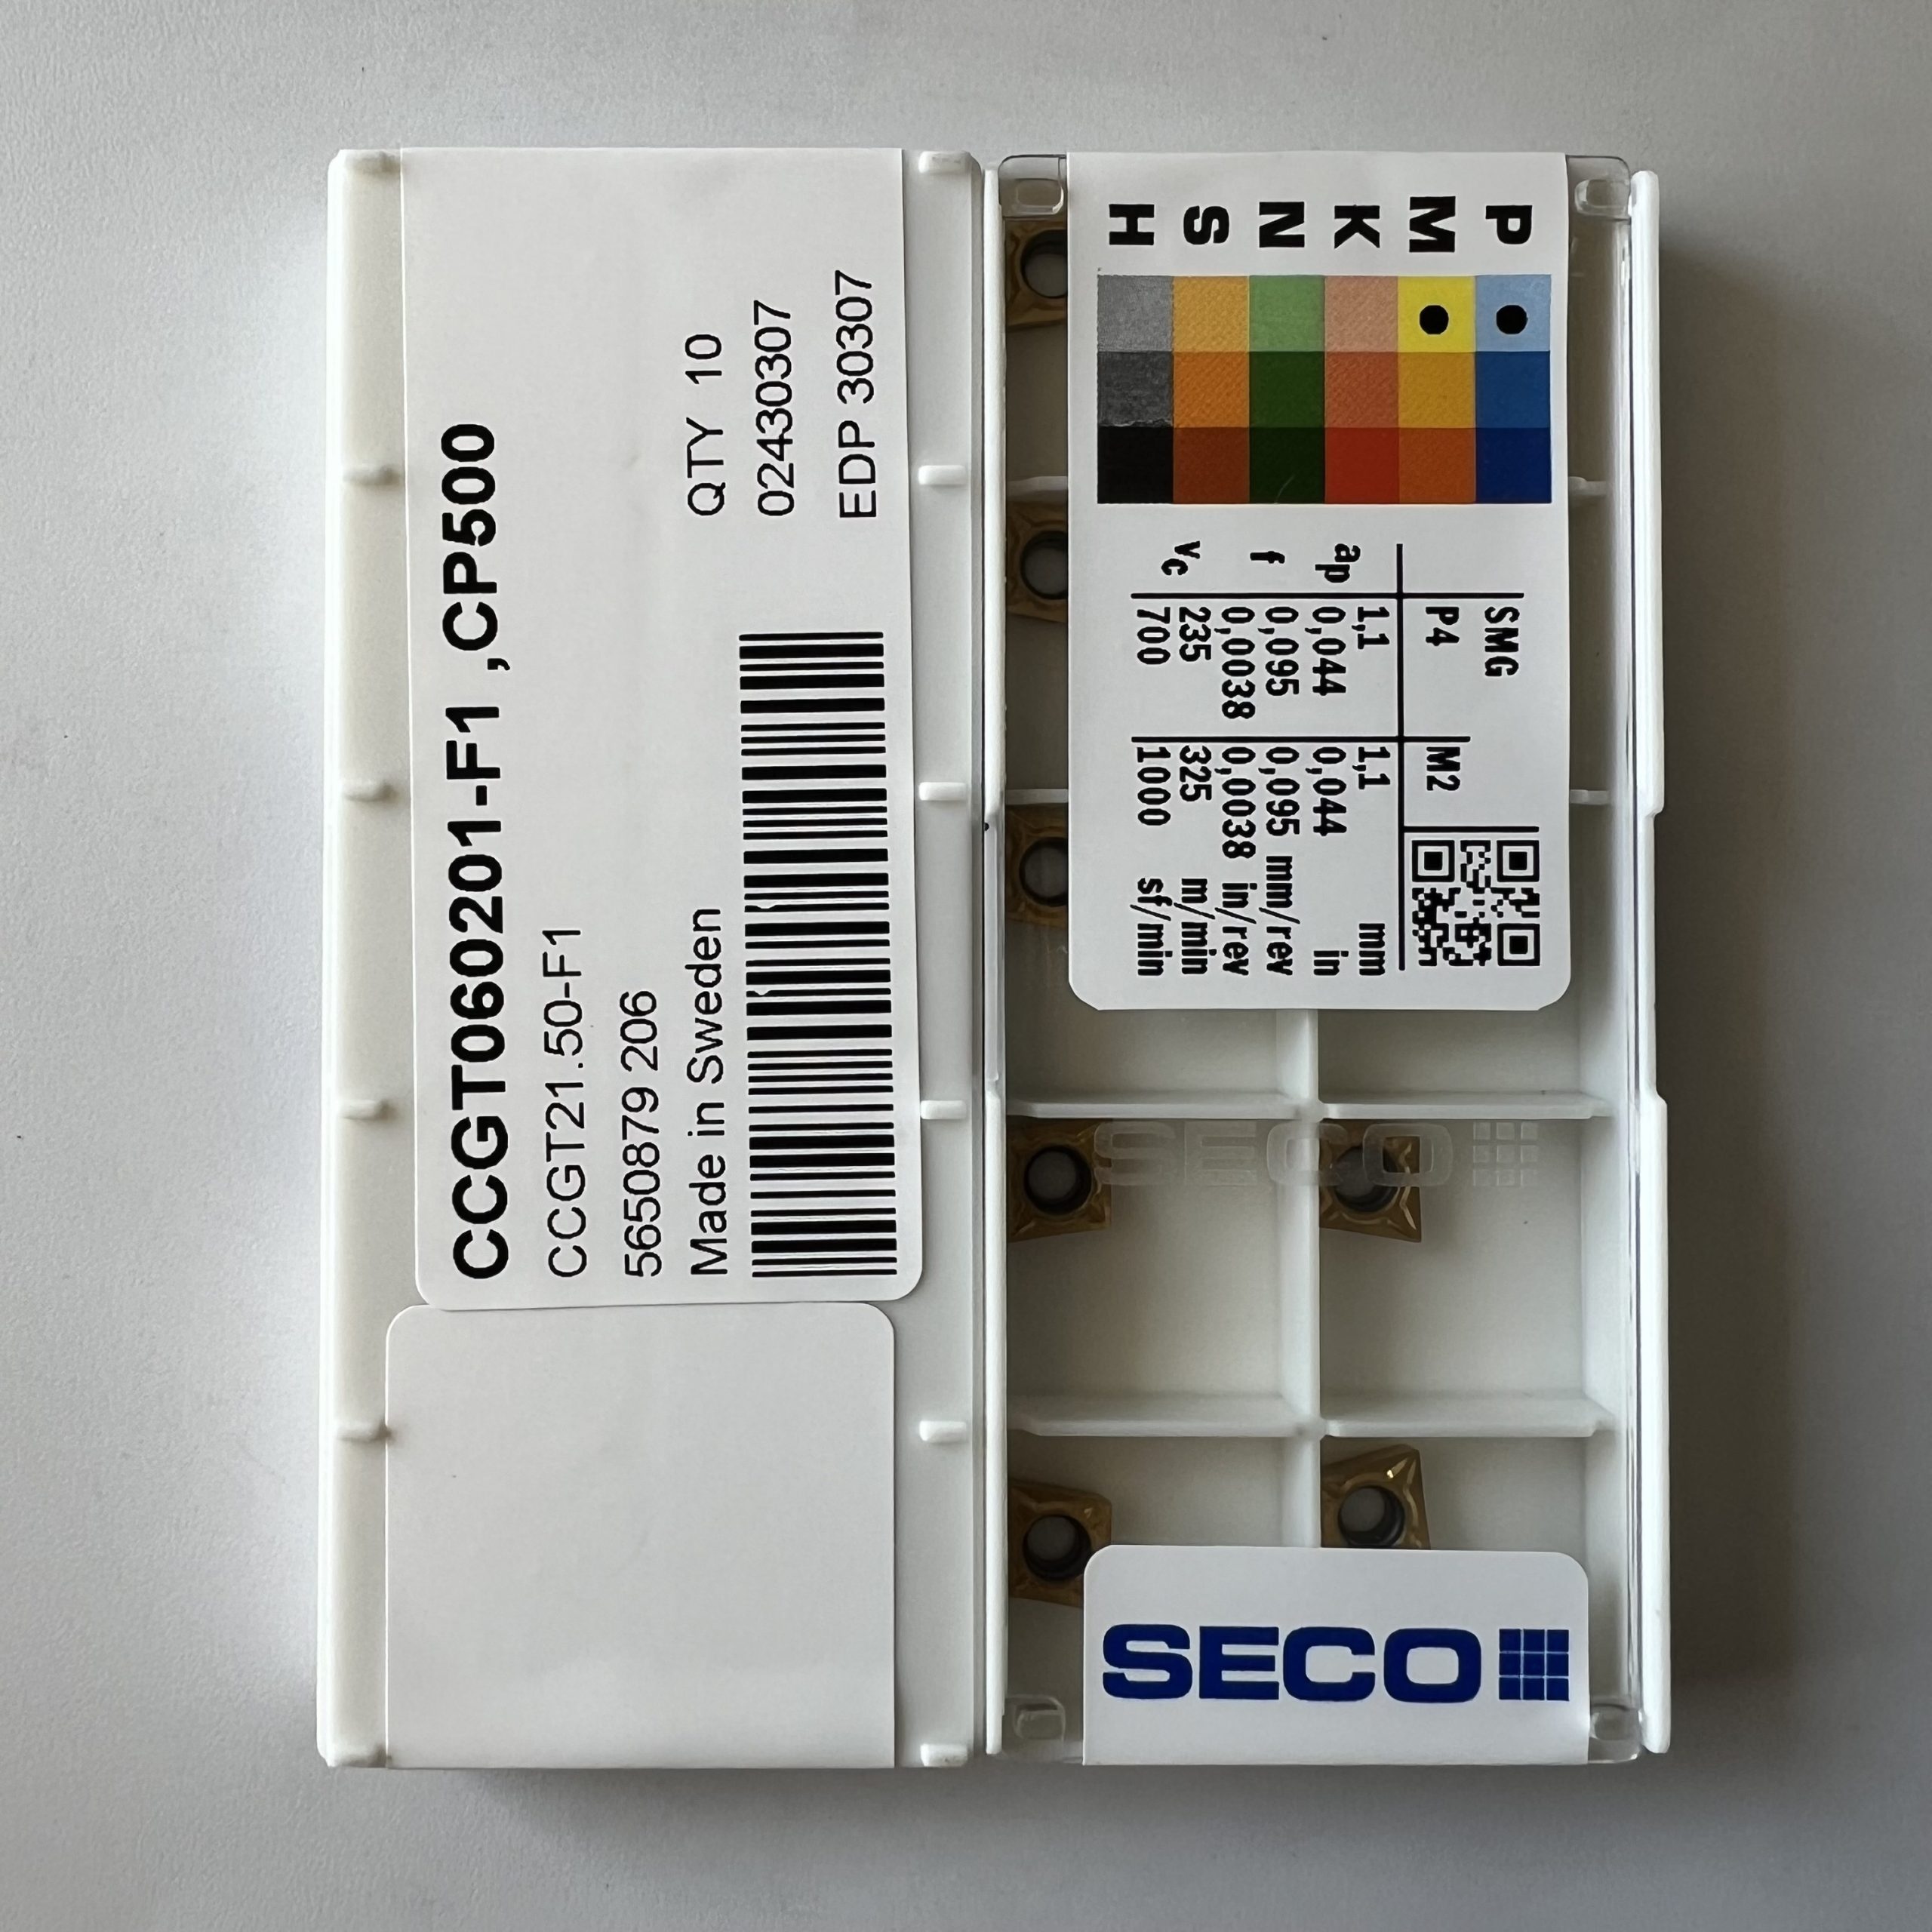 CCGT060201-F1 ,CP500
CCGT21.50-F1
5650879 206
QTY 10
Made in Sweden
02430307
EDP 30307
P
M
K
N
S
H
SMG
P4 M2
ap 1,1 1,1 mm
0,044 0,044 in
f 0,095 0,095 mm/rev
0,0038 0,0038 in/rev
vc 235 325 m/min
700 1000 sf/min
SECO
SECO